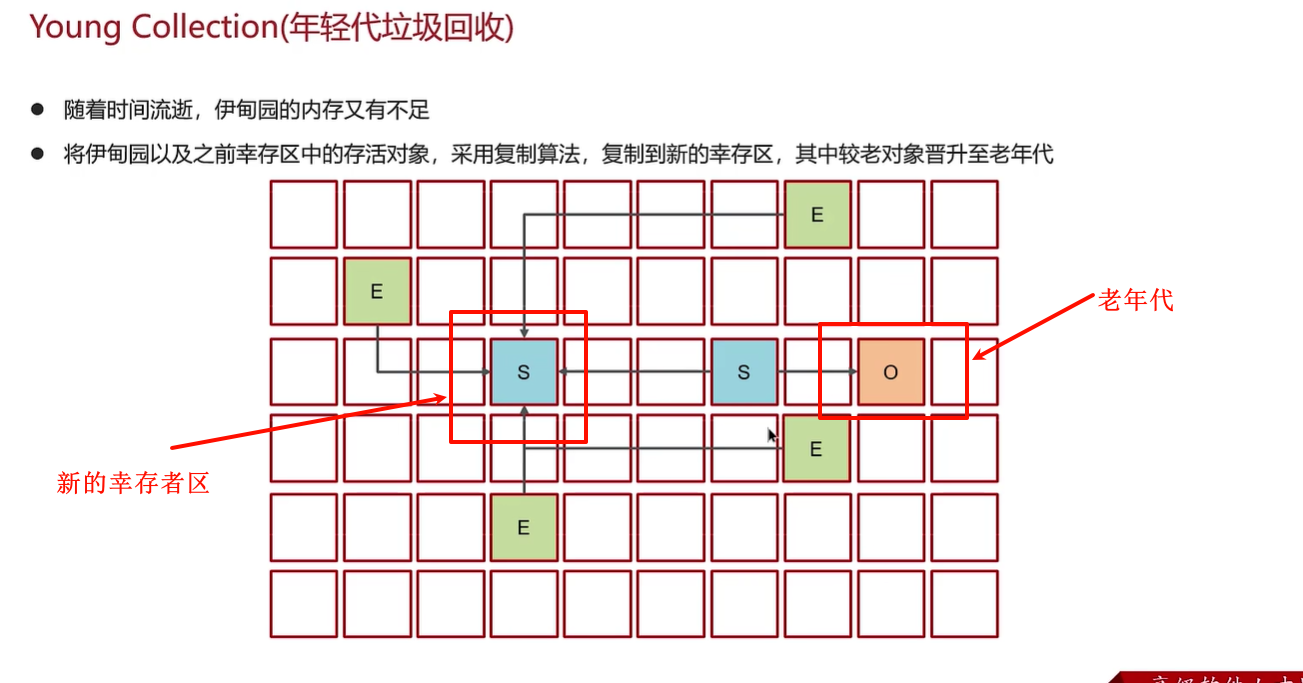 Young Collection(年轻代垃圾回收)
● 随着时间流逝，伊甸园的内存又有不足
● 将伊甸园以及之前幸存区中的存活对象，采用复制算法，复制到新的幸存区，其中较老对象晋升至老年代
E
E
老年代
S
S
O
E
新的幸存者区
E